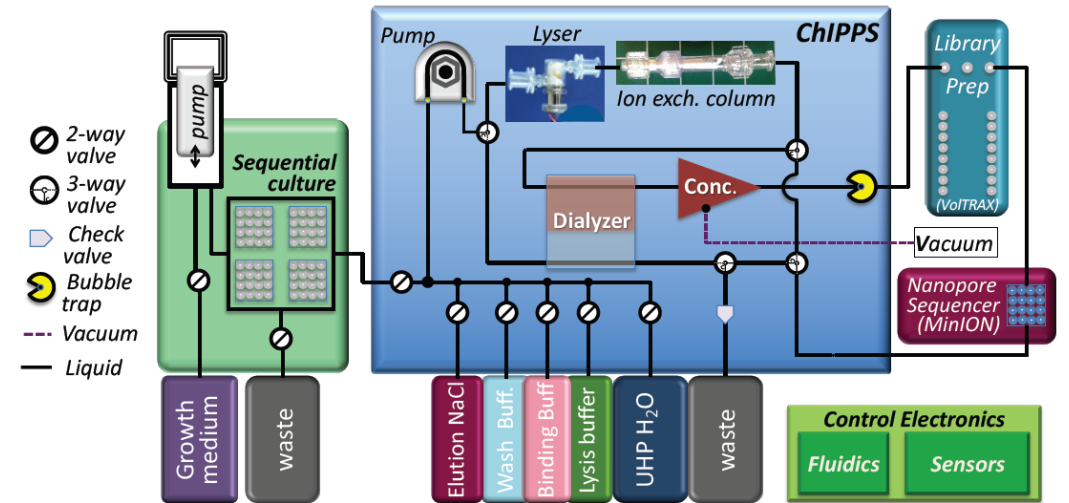 2-way
valve
3-way
valve
Check
valve
Bubble
trap
Vacuum
Liquid
pump
Sequential
culture
Growth
medium
waste
ChIPPS
Pump
Lyser
Ion exch. column
Dialyzer
Conc.
Elution NaCl
Wash Buff.
Binding Buff
Lysis buffer
UHP H₂O
waste
Library
Prep
(VolTRAX)
Vacuum
Nanopore
Sequencer
(MinION)
Control Electronics
Fluidics
Sensors